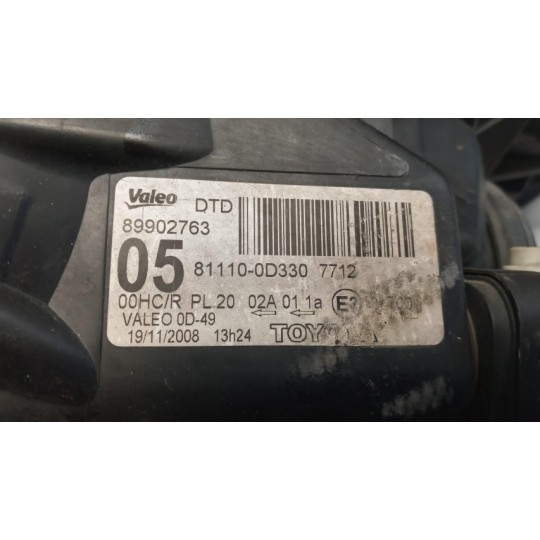 Valeo DTD
89902763
05 81110-0D330 7712
00HC/R PL 20 02A 01 1a
VALEO 0D-49
19/11/2008 13h24